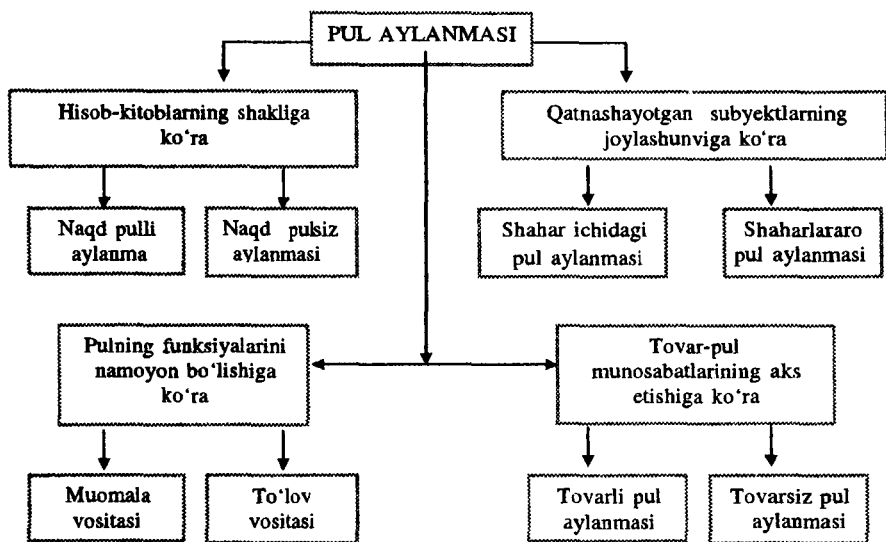 PUL AYLANMASI
Hisob-kitoblarning shakliga
ko‘ra
Qatnashayotgan subyektlarning
joylashunviga ko‘ra
Naqd pulli
aylanma
Naqd pulsiz
aylanmasi
Shahar ichidagi
pul aylanmasi
Shaharlararo
pul aylanmasi
Pulning funksiyalarini
namoyon bo‘lishiga
ko‘ra
Tovar-pul
munosabatlarining aks
etishiga ko‘ra
Muomala
vositasi
To‘lov
vositasi
Tovarli pul
aylanmasi
Tovarsiz pul
aylanmasi